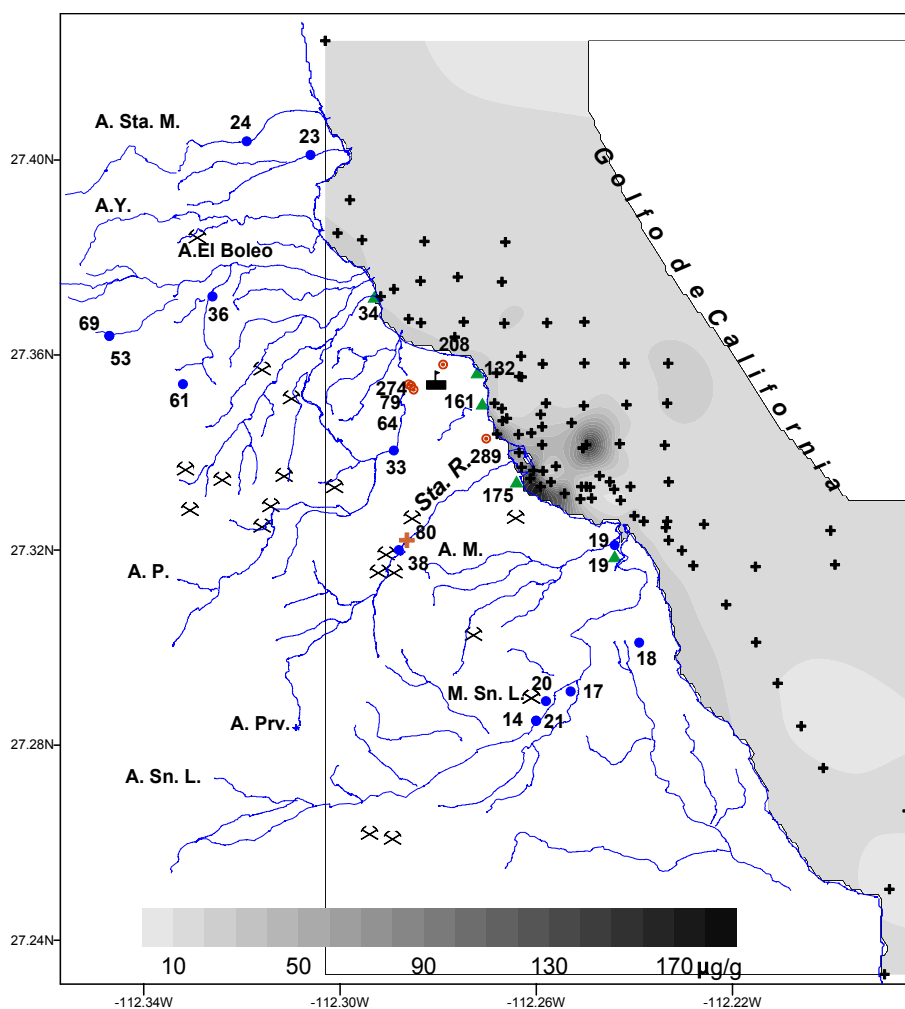 A. Sta. M.
24
23
27.40N
Golfo de California
A.Y.
A.El Boleo
36
34
69
53
27.36N
208
132
274
79
161
64
61
33
289
Sta. R.
175
80
27.32N
A. M.
19
38
19
A. P.
18
20
M. Sn. L.
17
14
21
A. Prv.
27.28N
A. Sn. L.
27.24N
10 50 90 130 170 µg/g
-112.34W -112.30W -112.26W -112.22W